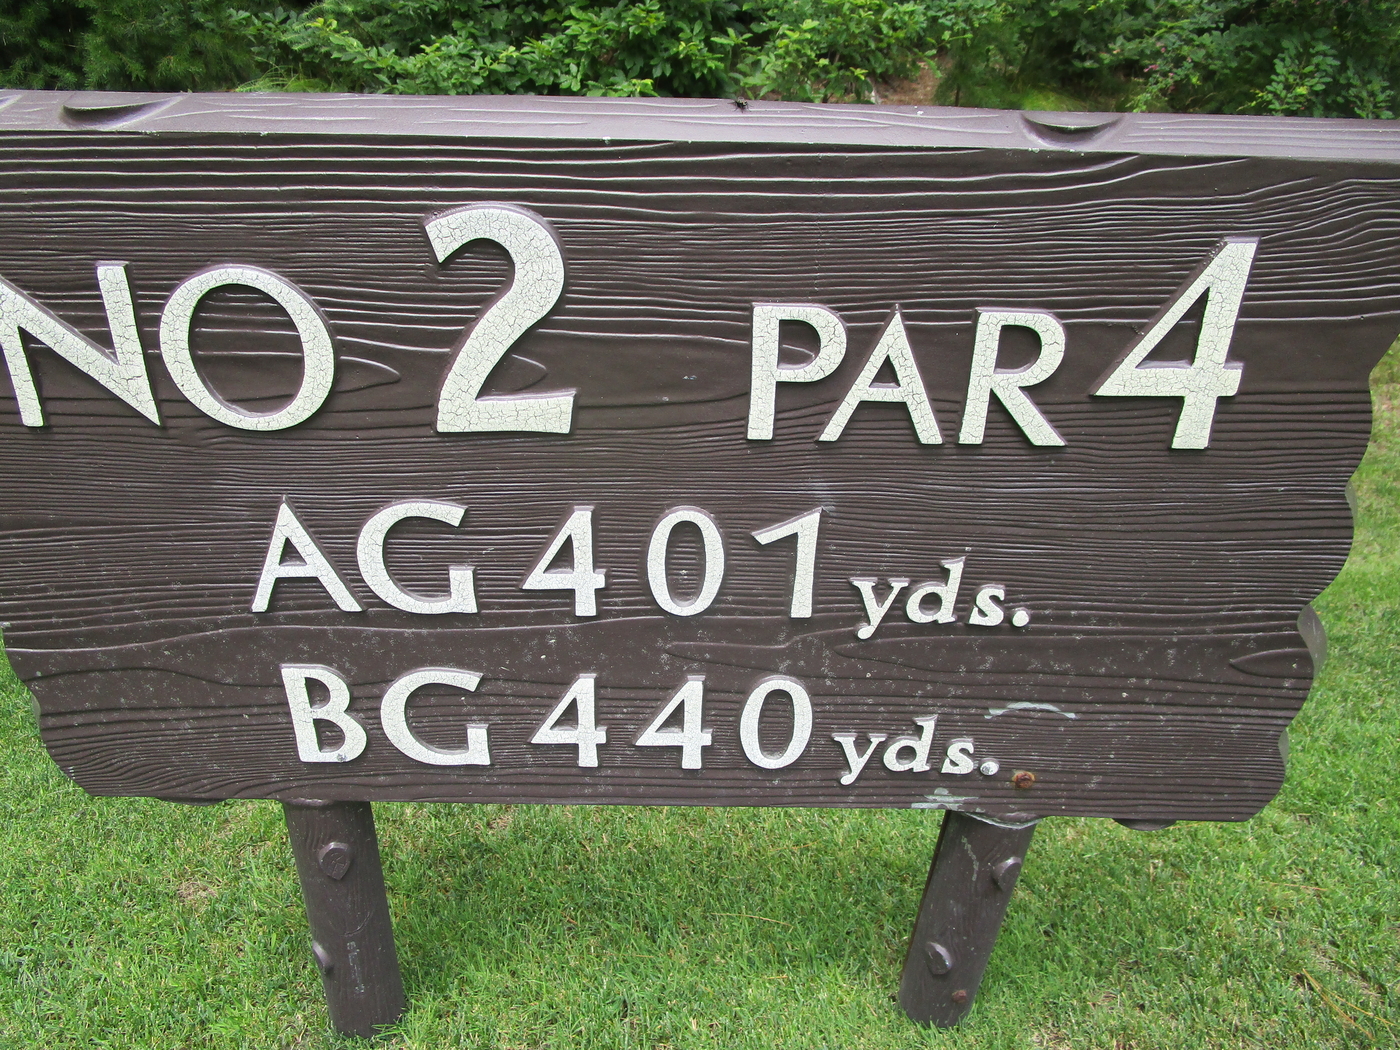 NO 2 PAR 4
AG 401 yds.
BG 440 yds.